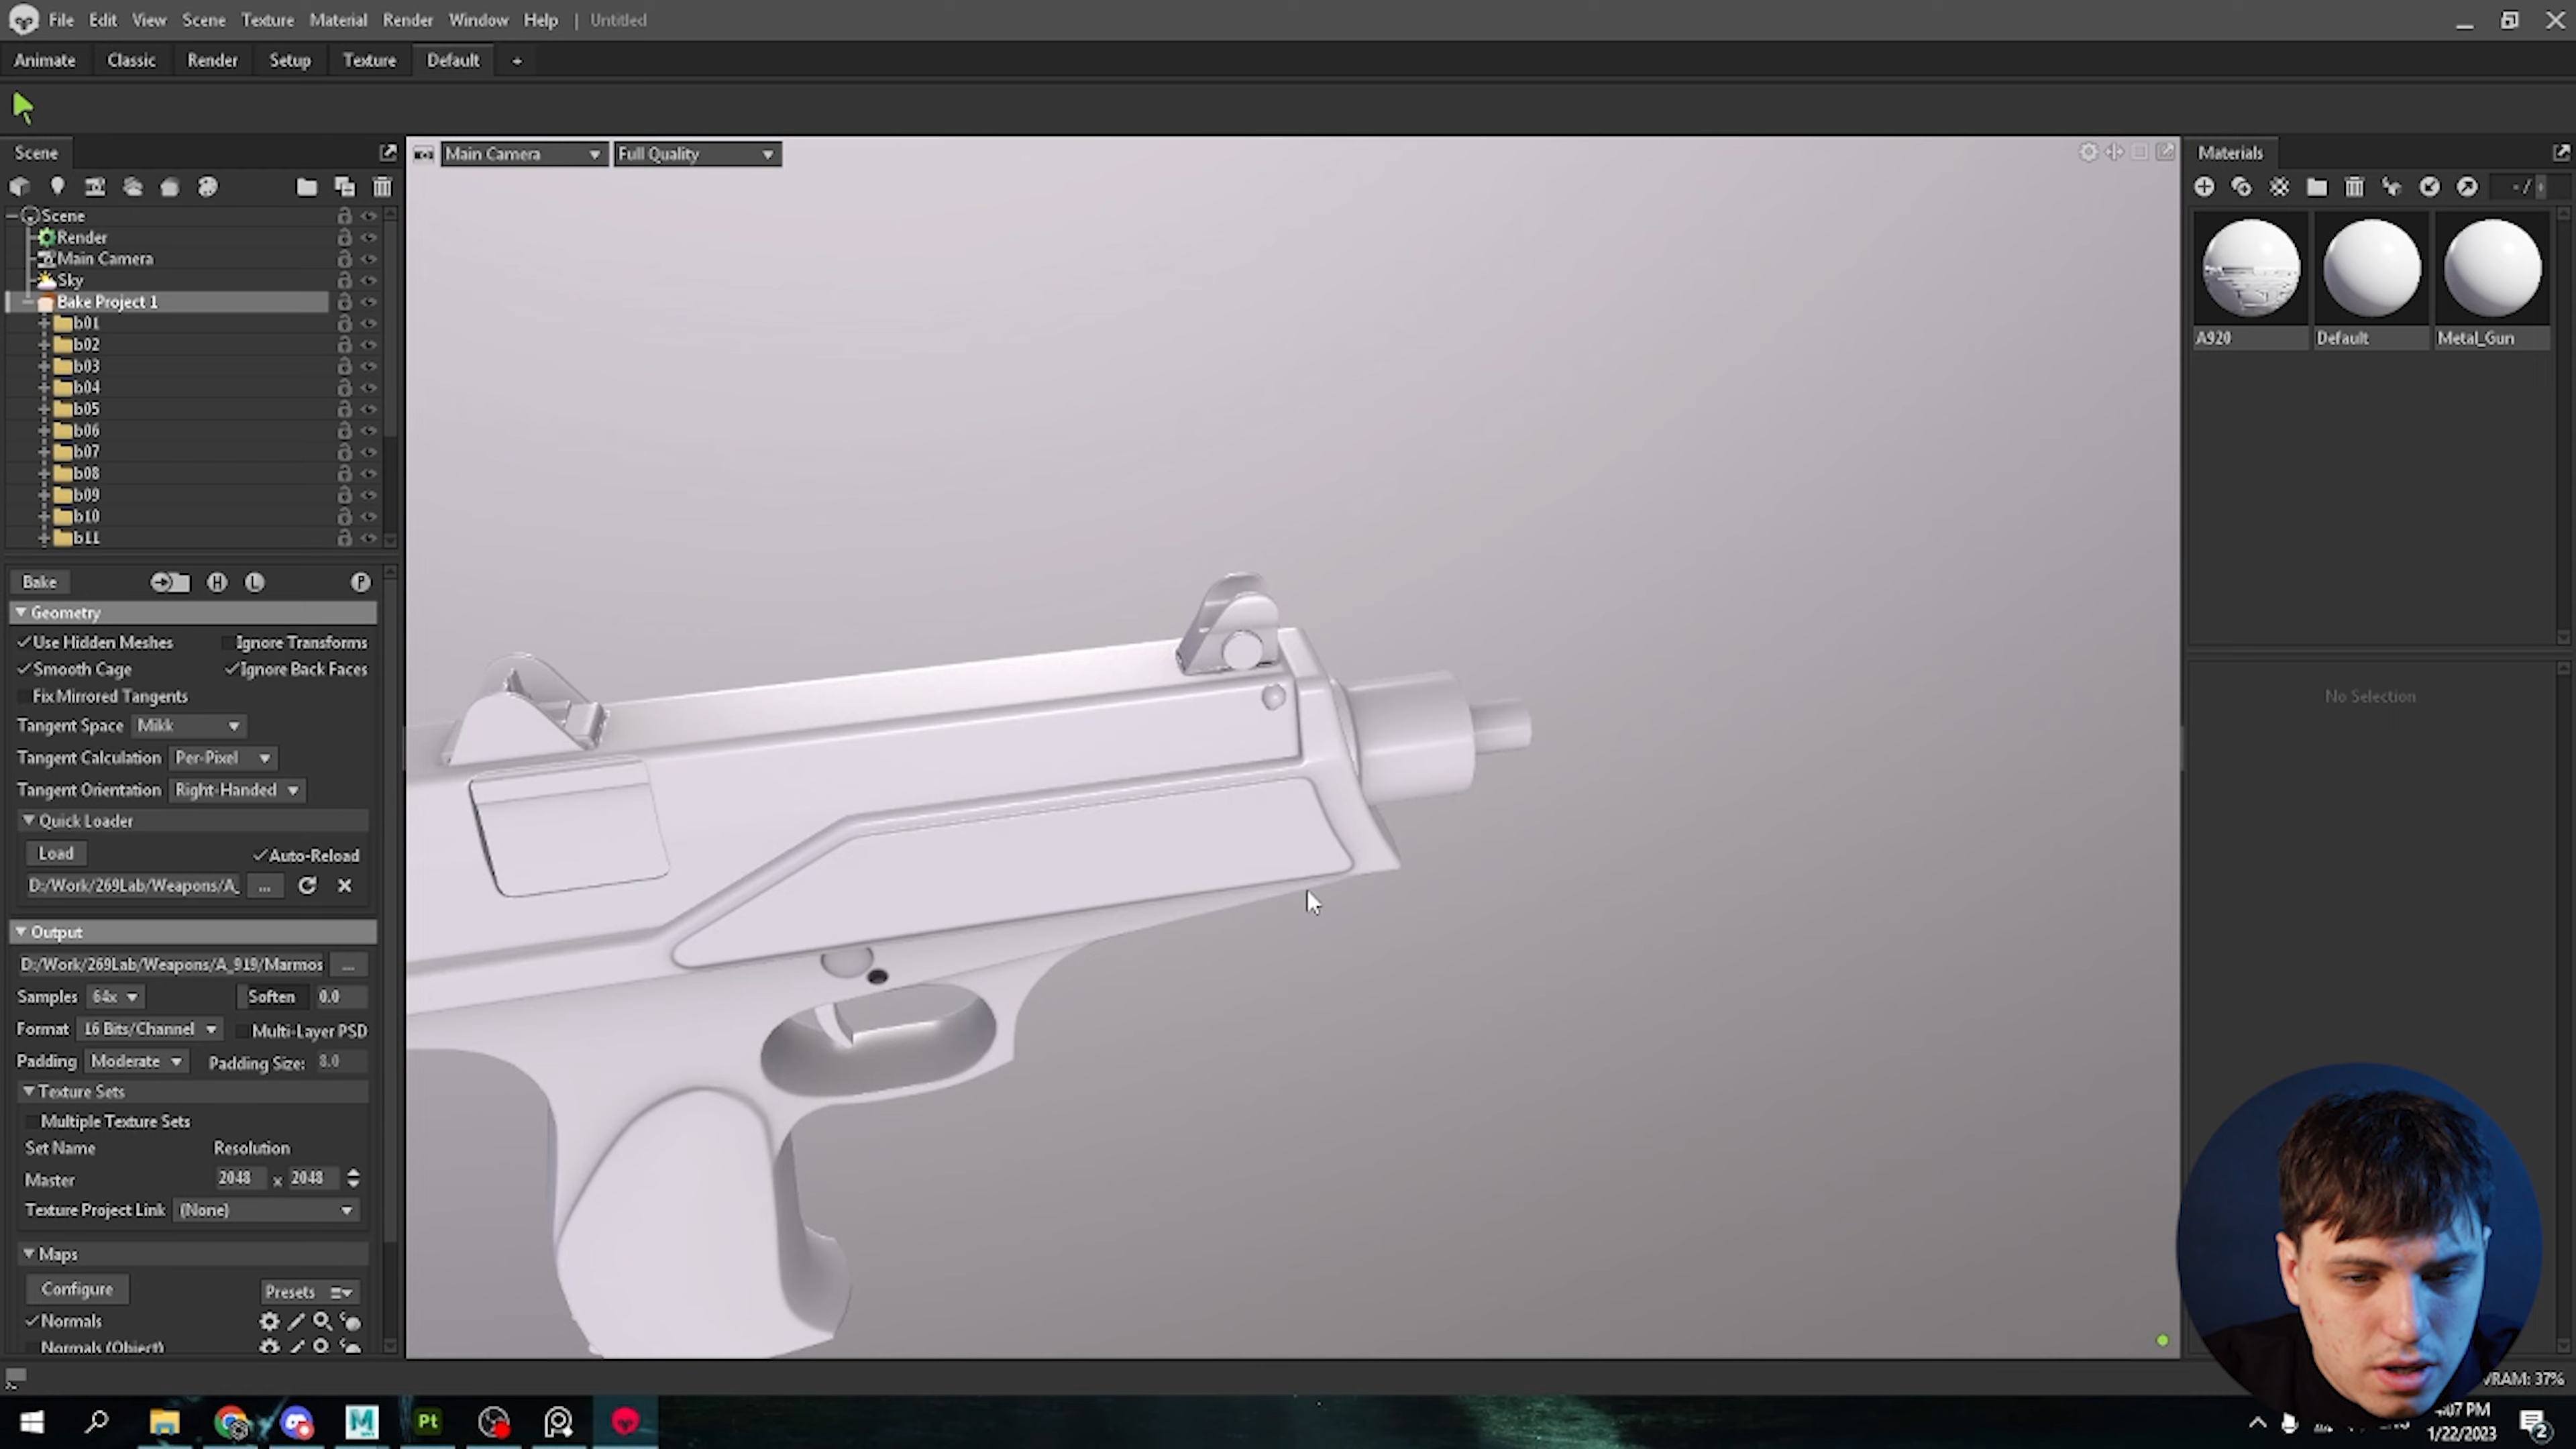 File Edit View Scene Texture Material Render Window Help | Untitled
Animate Classic Render Setup Texture Default +
Scene
Main Camera Full Quality
Materials
Scene
Render
Main Camera
Sky
Bake Project 1
b01
b02
b03
b04
b05
b06
b07
b08
b09
b10
b11
A920 Default Metal_Gun
Bake H L P
Geometry
Use Hidden Meshes Ignore Transforms
Smooth Cage Ignore Back Faces
Fix Mirrored Tangents
Tangent Space Mikk
Tangent Calculation Per-Pixel
Tangent Orientation Right-Handed
Quick Loader
Load Auto-Reload
D:/Work/269Lab/Weapons/A_ ...
Output
D:/Work/269Lab/Weapons/A_919/Marmos ...
Samples 64x Soften 0.0
Format 16 Bits/Channel Multi-Layer PSD
Padding Moderate Padding Size: 8.0
Texture Sets
Multiple Texture Sets
Set Name Resolution
Master 2048 x 2048
Texture Project Link (None)
Maps
Configure Presets
Normals
Normals (Object)
No Selection
VRAM: 37%
M Pt
4:07 PM
1/22/2023
2